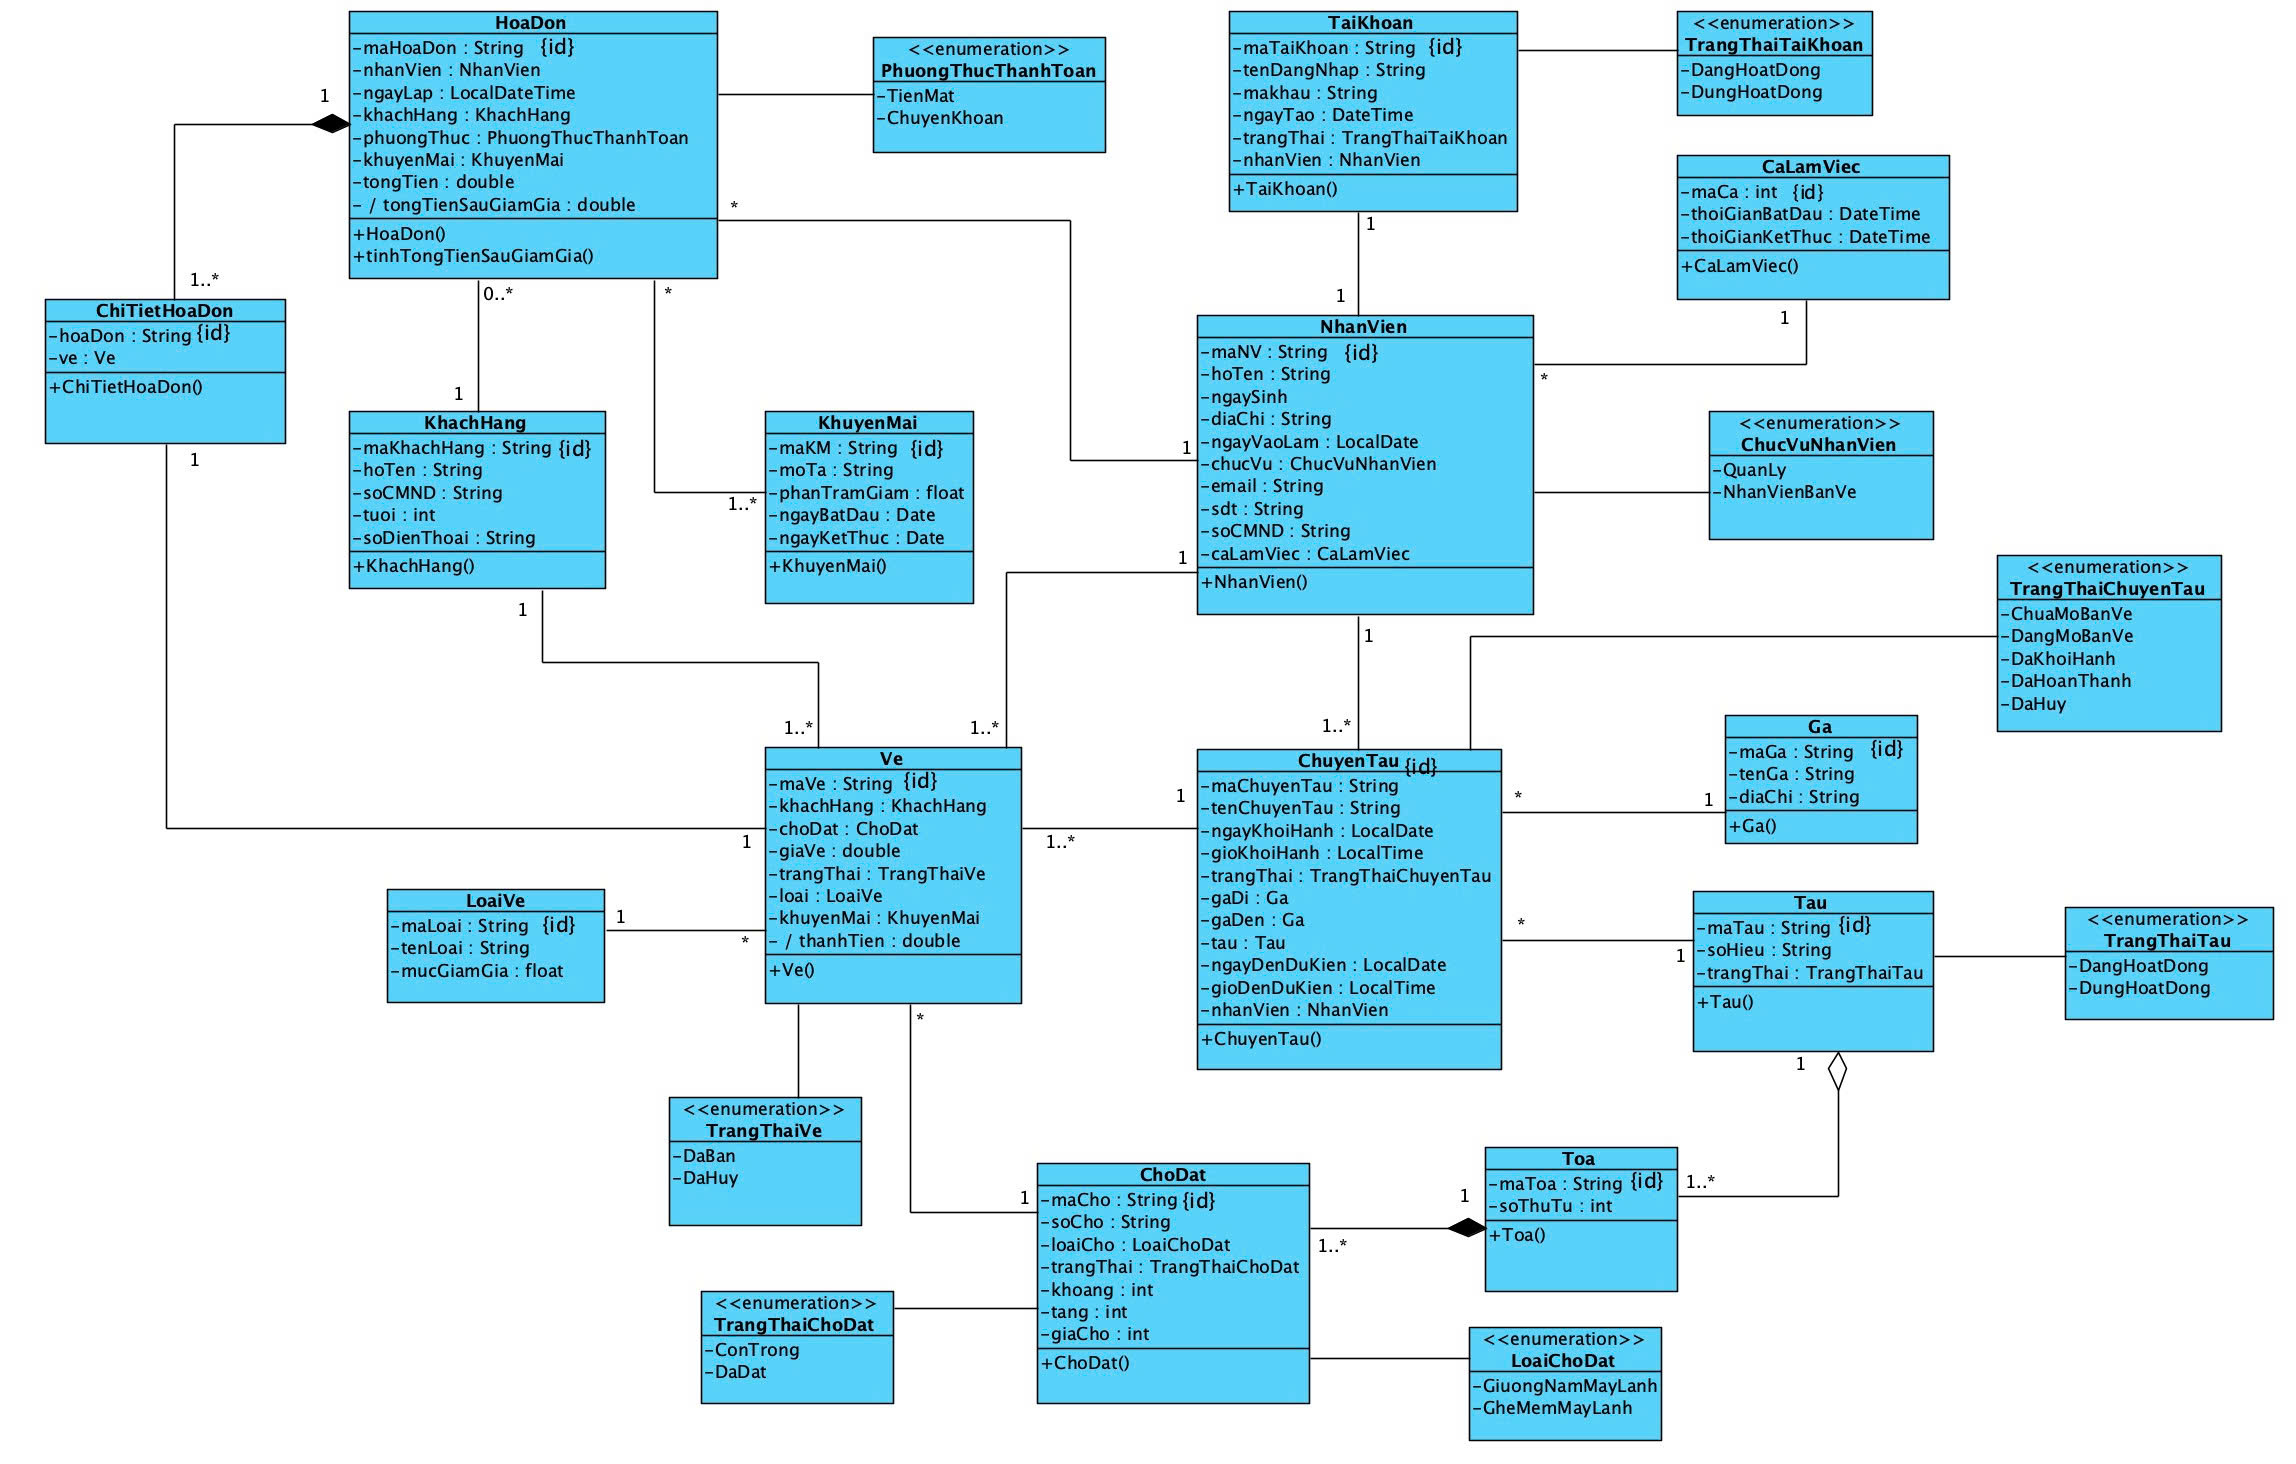 HoaDon
-maHoaDon : String {id}
-nhanVien : NhanVien
-ngayLap : LocalDateTime
-khachHang : KhachHang
-phuongThuc : PhuongThucThanhToan
-khuyenMai : KhuyenMai
-tongTien : double
- / tongTienSauGiamGia : double
+HoaDon()
+tinhTongTienSauGiamGia()
1
*
0..*
*
<<enumeration>>
PhuongThucThanhToan
-TienMat
-ChuyenKhoan
TaiKhoan
-maTaiKhoan : String {id}
-tenDangNhap : String
-makhau : String
-ngayTao : DateTime
-trangThai : TrangThaiTaiKhoan
-nhanVien : NhanVien
+TaiKhoan()
1
1
<<enumeration>>
TrangThaiTaiKhoan
-DangHoatDong
-DungHoatDong
CaLamViec
-maCa : int {id}
-thoiGianBatDau : DateTime
-thoiGianKetThuc : DateTime
+CaLamViec()
1
*
1..*
ChiTietHoaDon
-hoaDon : String {id}
-ve : Ve
+ChiTietHoaDon()
1
1
KhachHang
-maKhachHang : String {id}
-hoTen : String
-soCMND : String
-tuoi : int
-soDienThoai : String
+KhachHang()
1
1..*
KhuyenMai
-maKM : String {id}
-moTa : String
-phanTramGiam : float
-ngayBatDau : Date
-ngayKetThuc : Date
+KhuyenMai()
NhanVien
-maNV : String {id}
-hoTen : String
-ngaySinh
-diaChi : String
-ngayVaoLam : LocalDate
-chucVu : ChucVuNhanVien
-email : String
-sdt : String
-soCMND : String
-caLamViec : CaLamViec
+NhanVien()
1
1
1
<<enumeration>>
ChucVuNhanVien
-QuanLy
-NhanVienBanVe
<<enumeration>>
TrangThaiChuyenTau
-ChuaMoBanVe
-DangMoBanVe
-DaKhoiHanh
-DaHoanThanh
-DaHuy
1..*
1..*
1..*
Ve
-maVe : String {id}
-khachHang : KhachHang
-choDat : ChoDat
-giaVe : double
-trangThai : TrangThaiVe
-loai : LoaiVe
-khuyenMai : KhuyenMai
- / thanhTien : double
+Ve()
1
1..*
1
ChuyenTau {id}
-maChuyenTau : String
-tenChuyenTau : String
-ngayKhoiHanh : LocalDate
-gioKhoiHanh : LocalTime
-trangThai : TrangThaiChuyenTau
-gaDi : Ga
-gaDen : Ga
-tau : Tau
-ngayDenDuKien : LocalDate
-gioDenDuKien : LocalTime
-nhanVien : NhanVien
+ChuyenTau()
*
1
Ga
-maGa : String {id}
-tenGa : String
-diaChi : String
+Ga()
LoaiVe
-maLoai : String {id}
-tenLoai : String
-mucGiamGia : float
1
*
*
1
Tau
-maTau : String {id}
-soHieu : String
-trangThai : TrangThaiTau
+Tau()
1
<<enumeration>>
TrangThaiTau
-DangHoatDong
-DungHoatDong
*
<<enumeration>>
TrangThaiVe
-DaBan
-DaHuy
1
ChoDat
-maCho : String {id}
-soCho : String
-loaiCho : LoaiChoDat
-trangThai : TrangThaiChoDat
-khoang : int
-tang : int
-giaCho : int
+ChoDat()
1..*
1
Toa
-maToa : String {id}
-soThuTu : int
+Toa()
1..*
<<enumeration>>
TrangThaiChoDat
-ConTrong
-DaDat
<<enumeration>>
LoaiChoDat
-GiuongNamMayLanh
-GheMemMayLanh